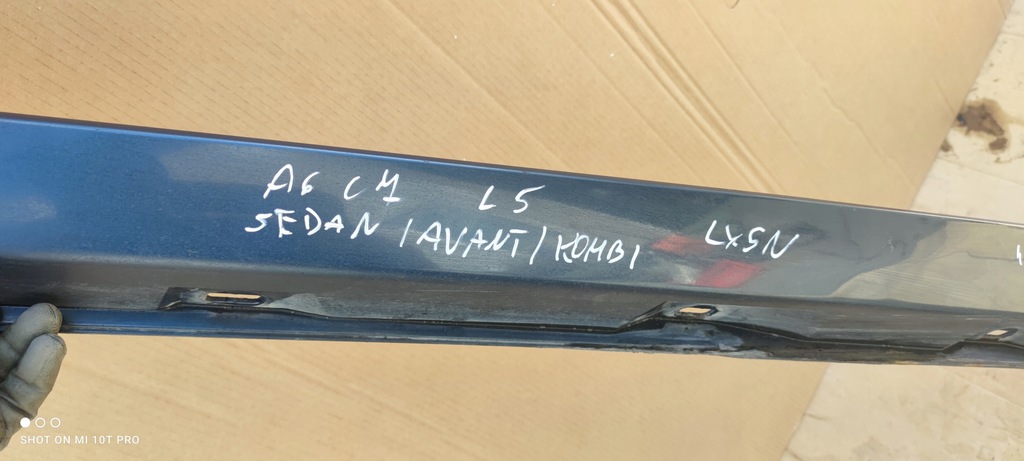 A6 C7 L5
SEDAN / AVANT / KOMBI LX5N
SHOT ON MI 10T PRO